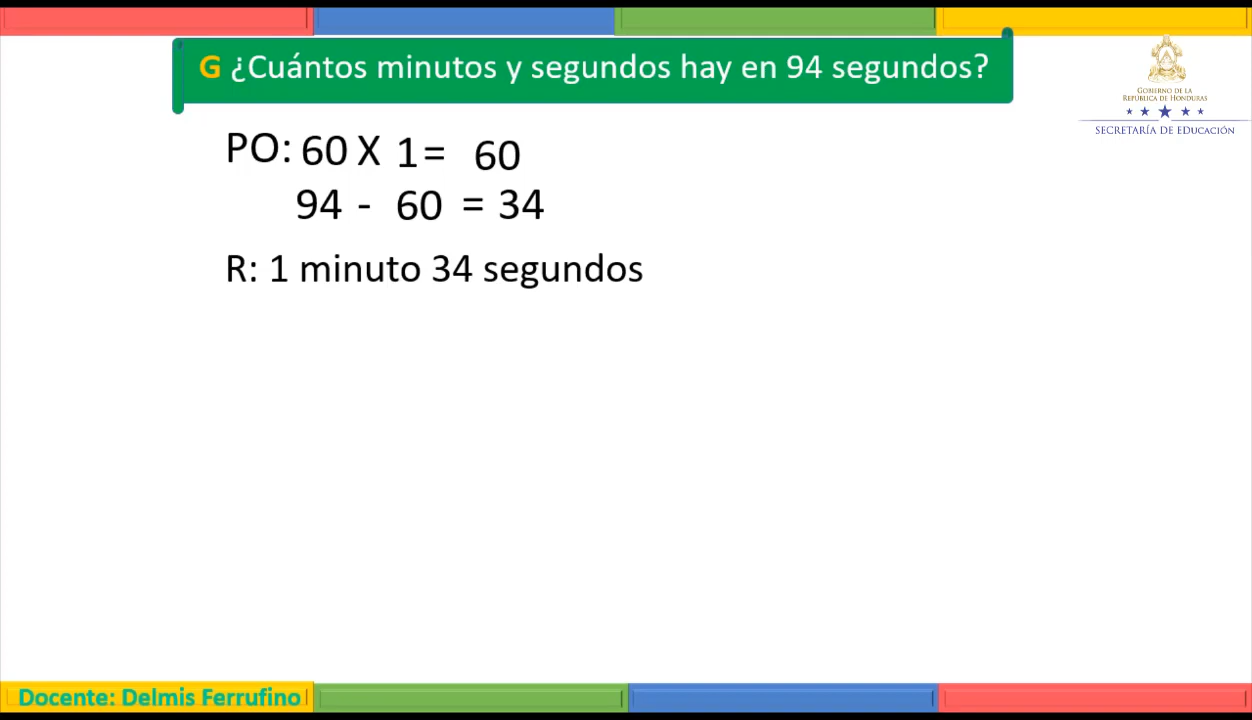 G ¿Cuántos minutos y segundos hay en 94 segundos?
GOBIERNO DE LA
REPÚBLICA DE HONDURAS
SECRETARÍA DE EDUCACIÓN
PO: 60 X 1 = 60
94 - 60 = 34
R: 1 minuto 34 segundos
Docente: Delmis Ferrufino